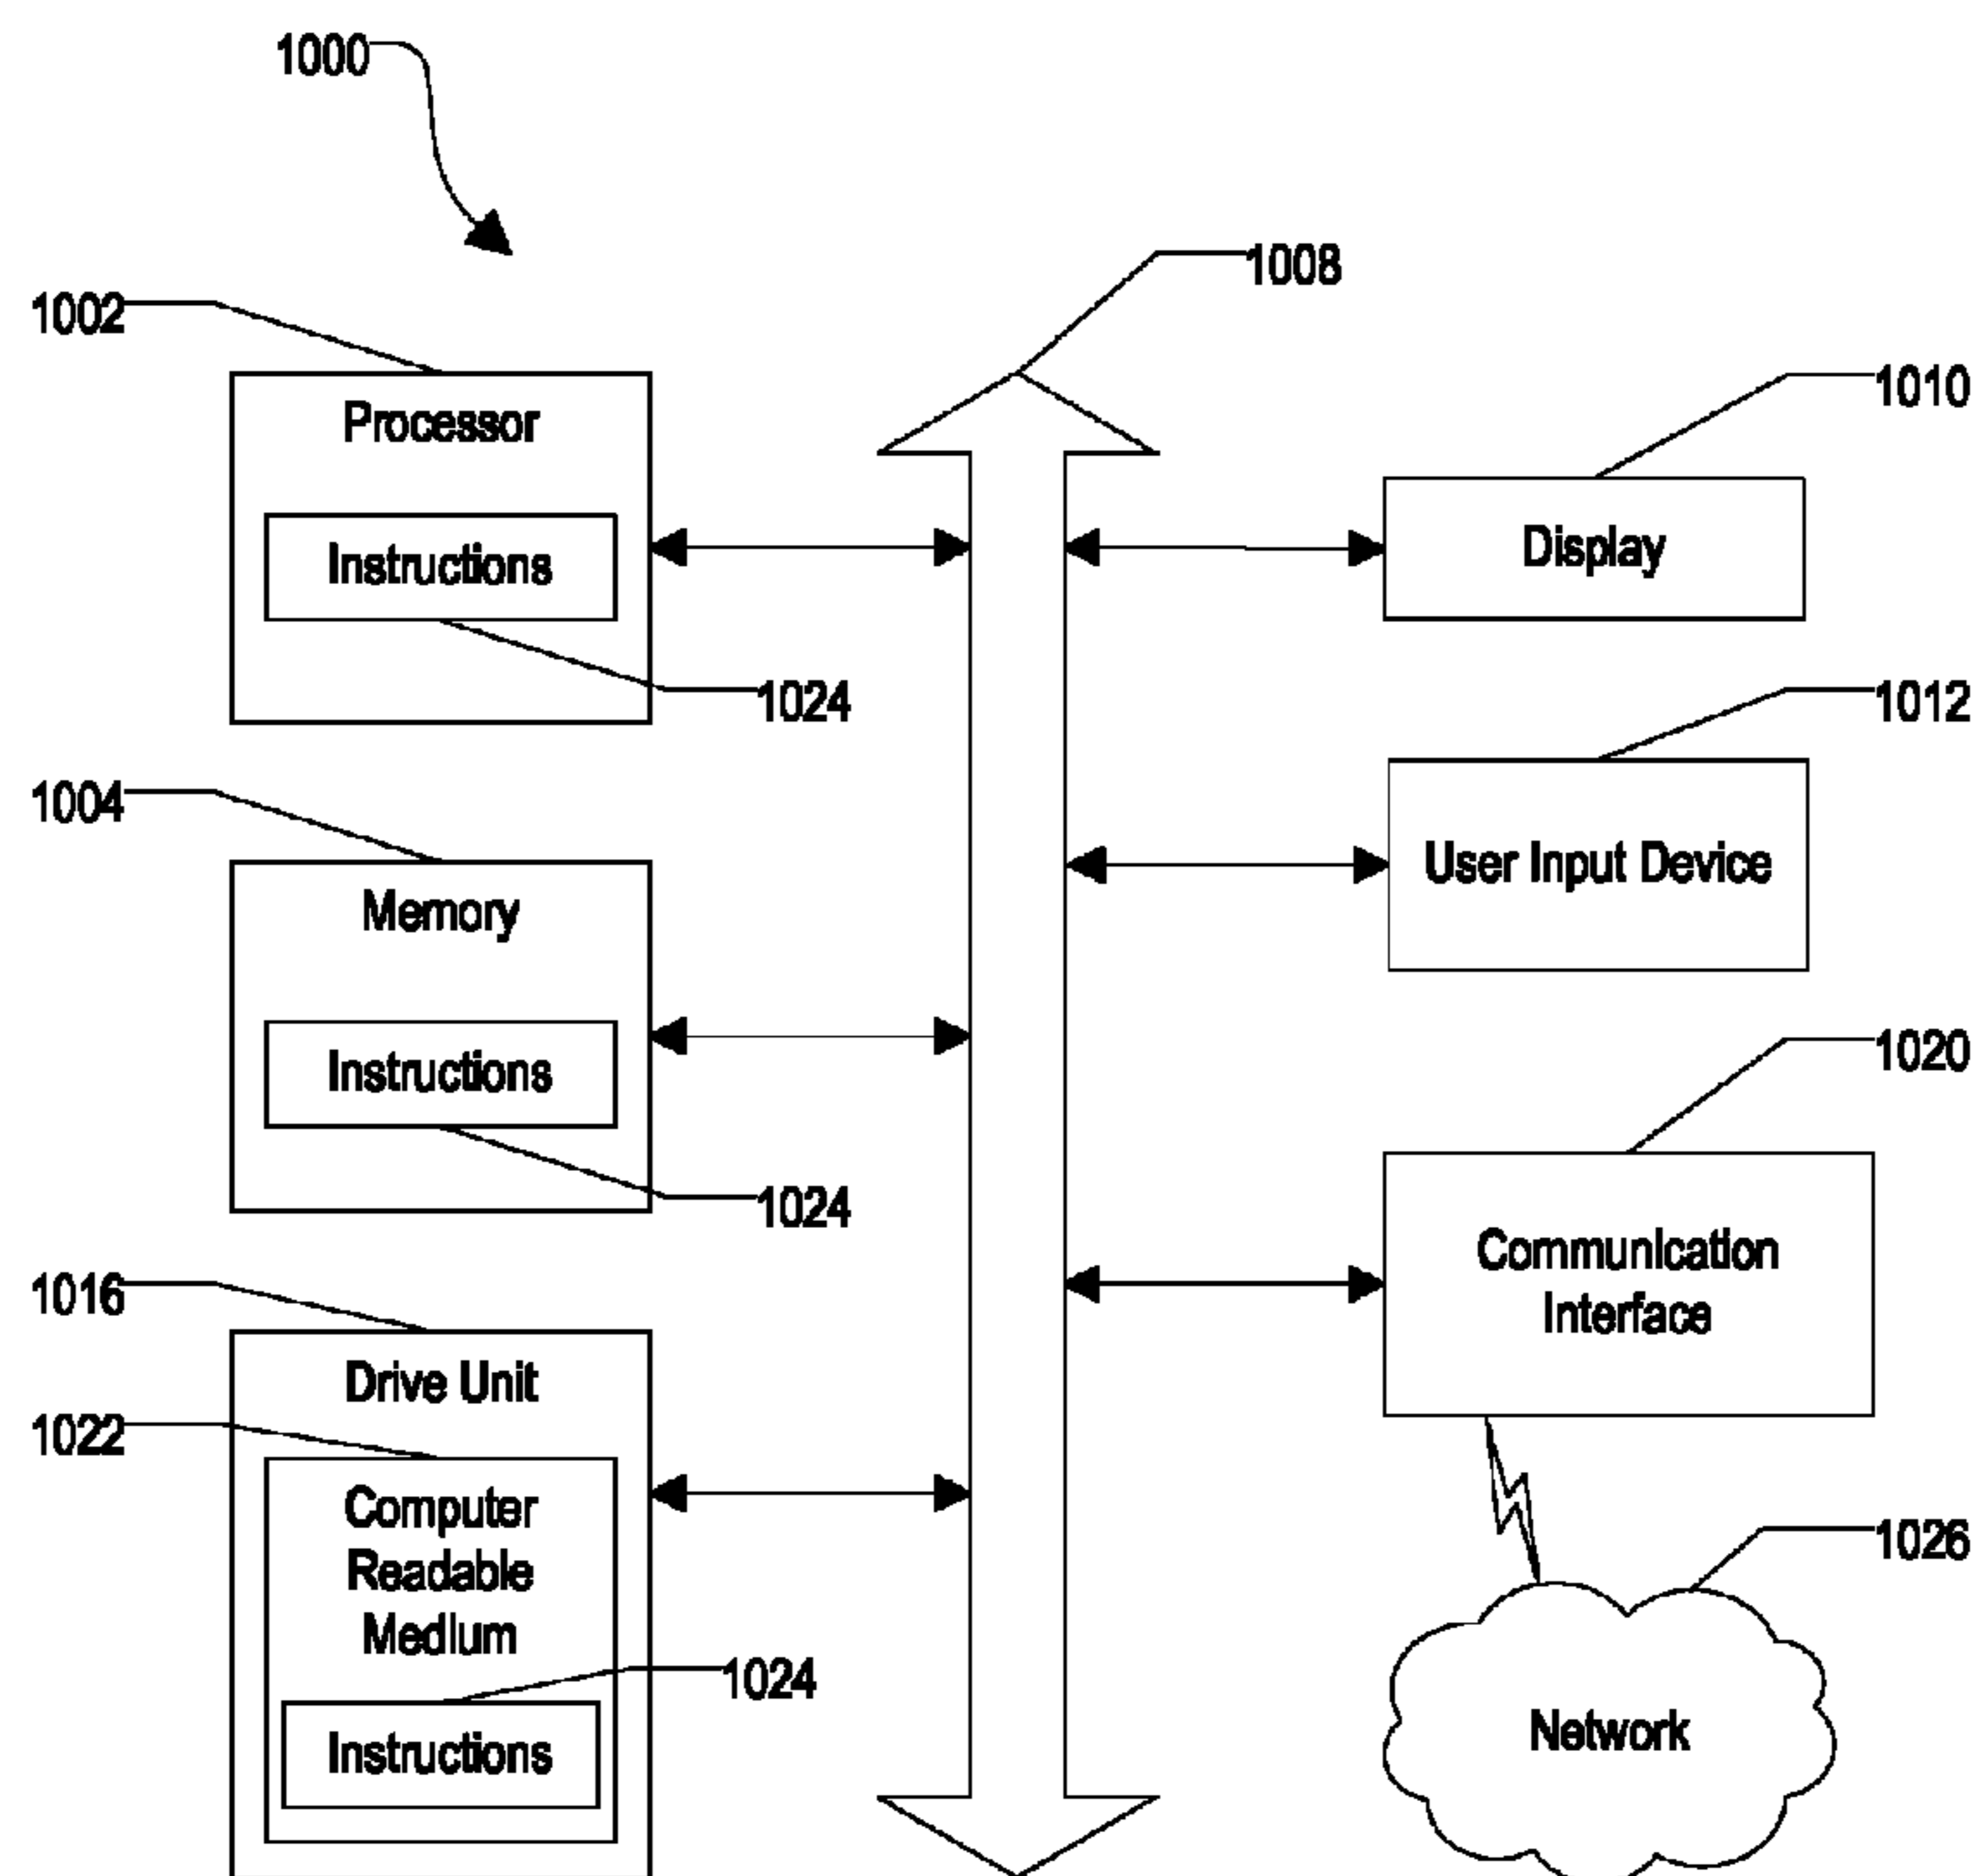 1000
1008
1002
1010
Processor
Instructions
Display
1024
1012
1004
User Input Device
Memory
1020
Instructions
1024
Communication
Interface
1016
Drive Unit
1022
Computer
Readable
Medium
1026
1024
Instructions
Network